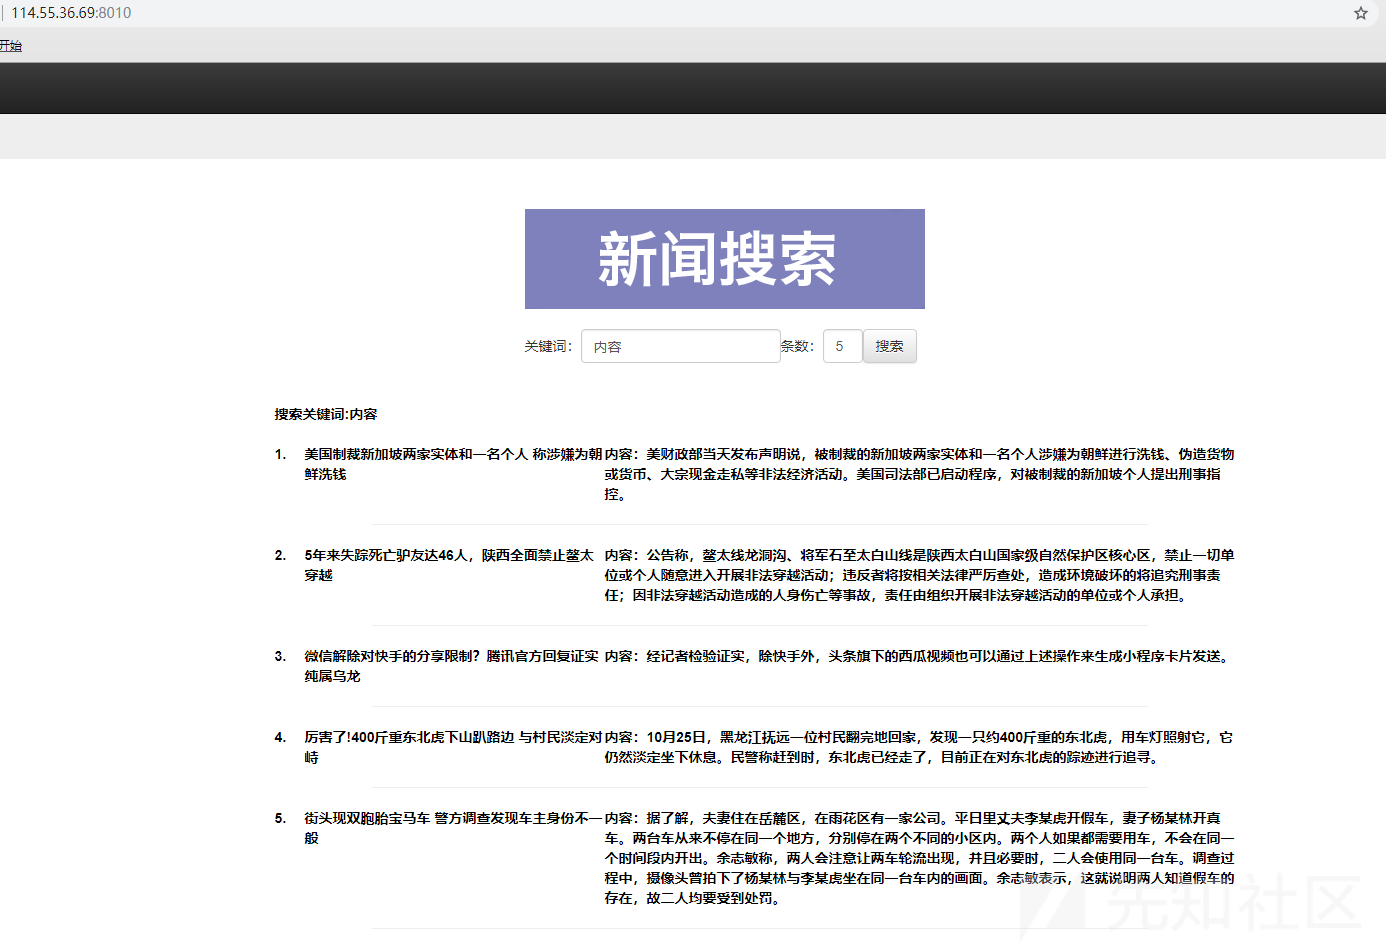 114.55.36.69:8010
开始
新闻搜索
关键词： 内容 条数： 5 搜索
搜索关键词:内容
1. 美国制裁新加坡两家实体和一名个人 称涉嫌为朝
鲜洗钱
内容：美财政部当天发布声明说，被制裁的新加坡两家实体和一名个人涉嫌为朝鲜进行洗钱、伪造货物
或货币、大宗现金走私等非法经济活动。美国司法部已启动程序，对被制裁的新加坡个人提出刑事指
控。
2. 5年来失踪死亡驴友达46人，陕西全面禁止鳌太
穿越
内容：公告称，鳌太线龙洞沟、将军石至太白山线是陕西太白山国家级自然保护区核心区，禁止一切单
位或个人随意进入开展非法穿越活动；违反者将按相关法律严厉查处，造成环境破坏的将追究刑事责
任；因非法穿越活动造成的人身伤亡等事故，责任由组织开展非法穿越活动的单位或个人承担。
3. 微信解除对快手的分享限制？腾讯官方回复证实
纯属乌龙
内容：经记者检验证实，除快手外，头条旗下的西瓜视频也可以通过上述操作来生成小程序卡片发送。
4. 厉害了!400斤重东北虎下山趴路边 与村民淡定对
峙
内容：10月25日，黑龙江抚远一位村民翻完地回家，发现一只约400斤重的东北虎，用车灯照射它，它
仍然淡定坐下休息。民警称赶到时，东北虎已经走了，目前正在对东北虎的踪迹进行追寻。
5. 街头现双胞胎宝马车 警方调查发现车主身份不一
般
内容：据了解，夫妻住在岳麓区，在雨花区有一家公司。平日里丈夫李某虎开假车，妻子杨某林开真
车。两台车从来不停在同一个地方，分别停在两个不同的小区内。两个人如果都需要用车，不会在同一
个时间段内开出。余志敏称，两人会注意让两车轮流出现，并且必要时，二人会使用同一台车。调查过
程中，摄像头曾拍下了杨某林与李某虎坐在同一台车内的画面。余志敏表示，这就说明两人知道假车的
存在，故二人均要受到处罚。
先知社区